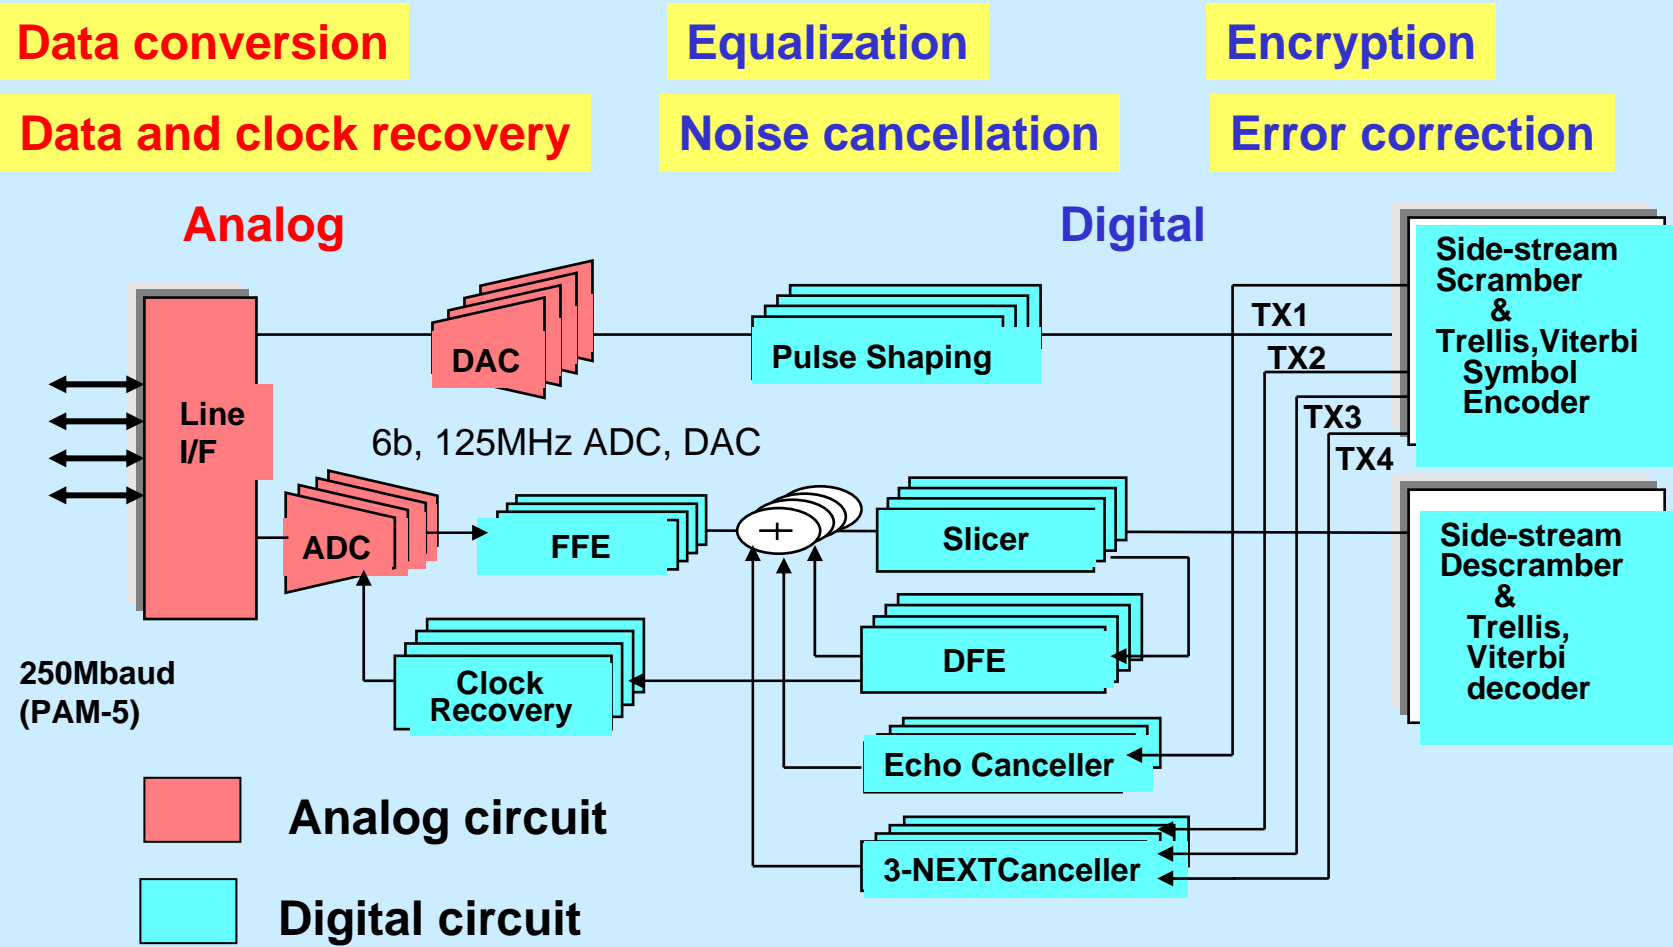 Data conversion
Equalization
Encryption
Data and clock recovery
Noise cancellation
Error correction
Analog
Digital
Side-stream
Scramber
&
Trellis,Viterbi
Symbol
Encoder
TX1
TX2
TX3
TX4
DAC
Pulse Shaping
Line
I/F
6b, 125MHz ADC, DAC
ADC
FFE
+
Slicer
Side-stream
Descramber
&
Trellis,
Viterbi
decoder
DFE
Clock
Recovery
250Mbaud
(PAM-5)
Echo Canceller
3-NEXTCanceller
Analog circuit
Digital circuit